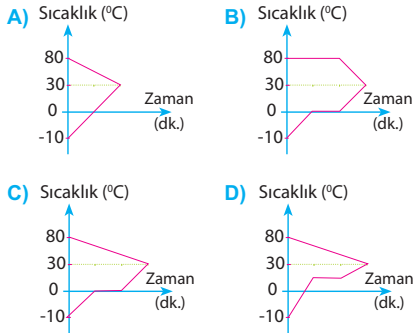 A) Sıcaklık (⁰C)
80
30
0
-10
Zaman
(dk.)
B) Sıcaklık (⁰C)
80
30
0
-10
Zaman
(dk.)
C) Sıcaklık (⁰C)
80
30
0
-10
Zaman
(dk.)
D) Sıcaklık (⁰C)
80
30
0
-10
Zaman
(dk.)